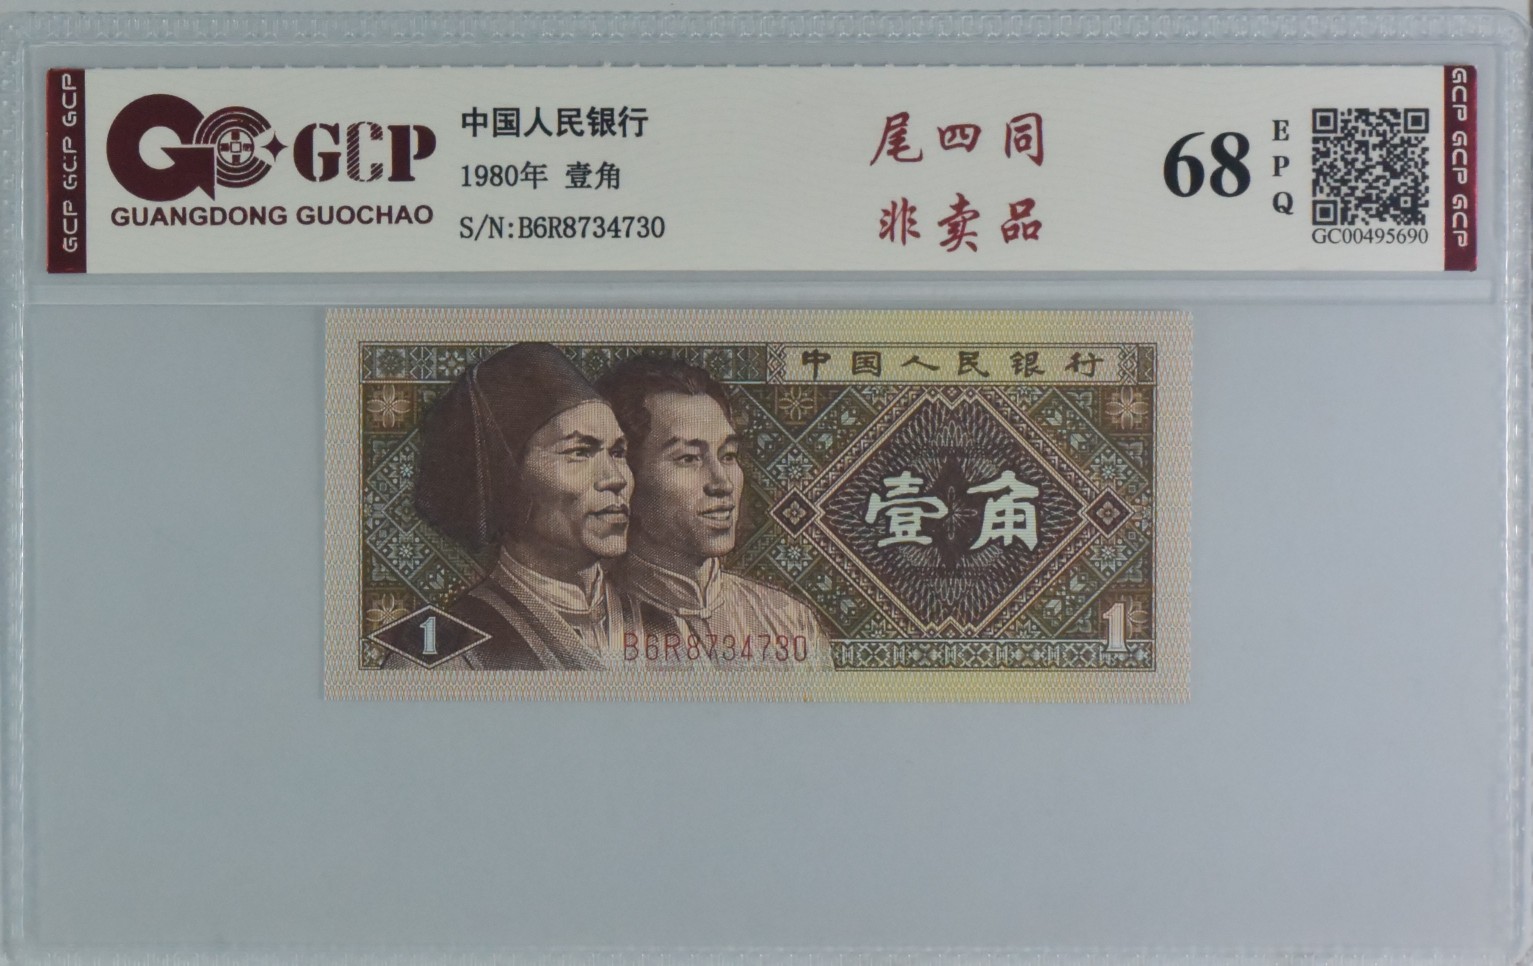 GCP GCP GCP
GC GCP
GUANGDONG GUOCHAO
中国人民银行
1980年 壹角
S/N:B6R8734730
尾四同
非卖品
68
EPQ
GC00495690
GCP GCP GCP
中国人民银行
壹角
1
B6R8734730
1